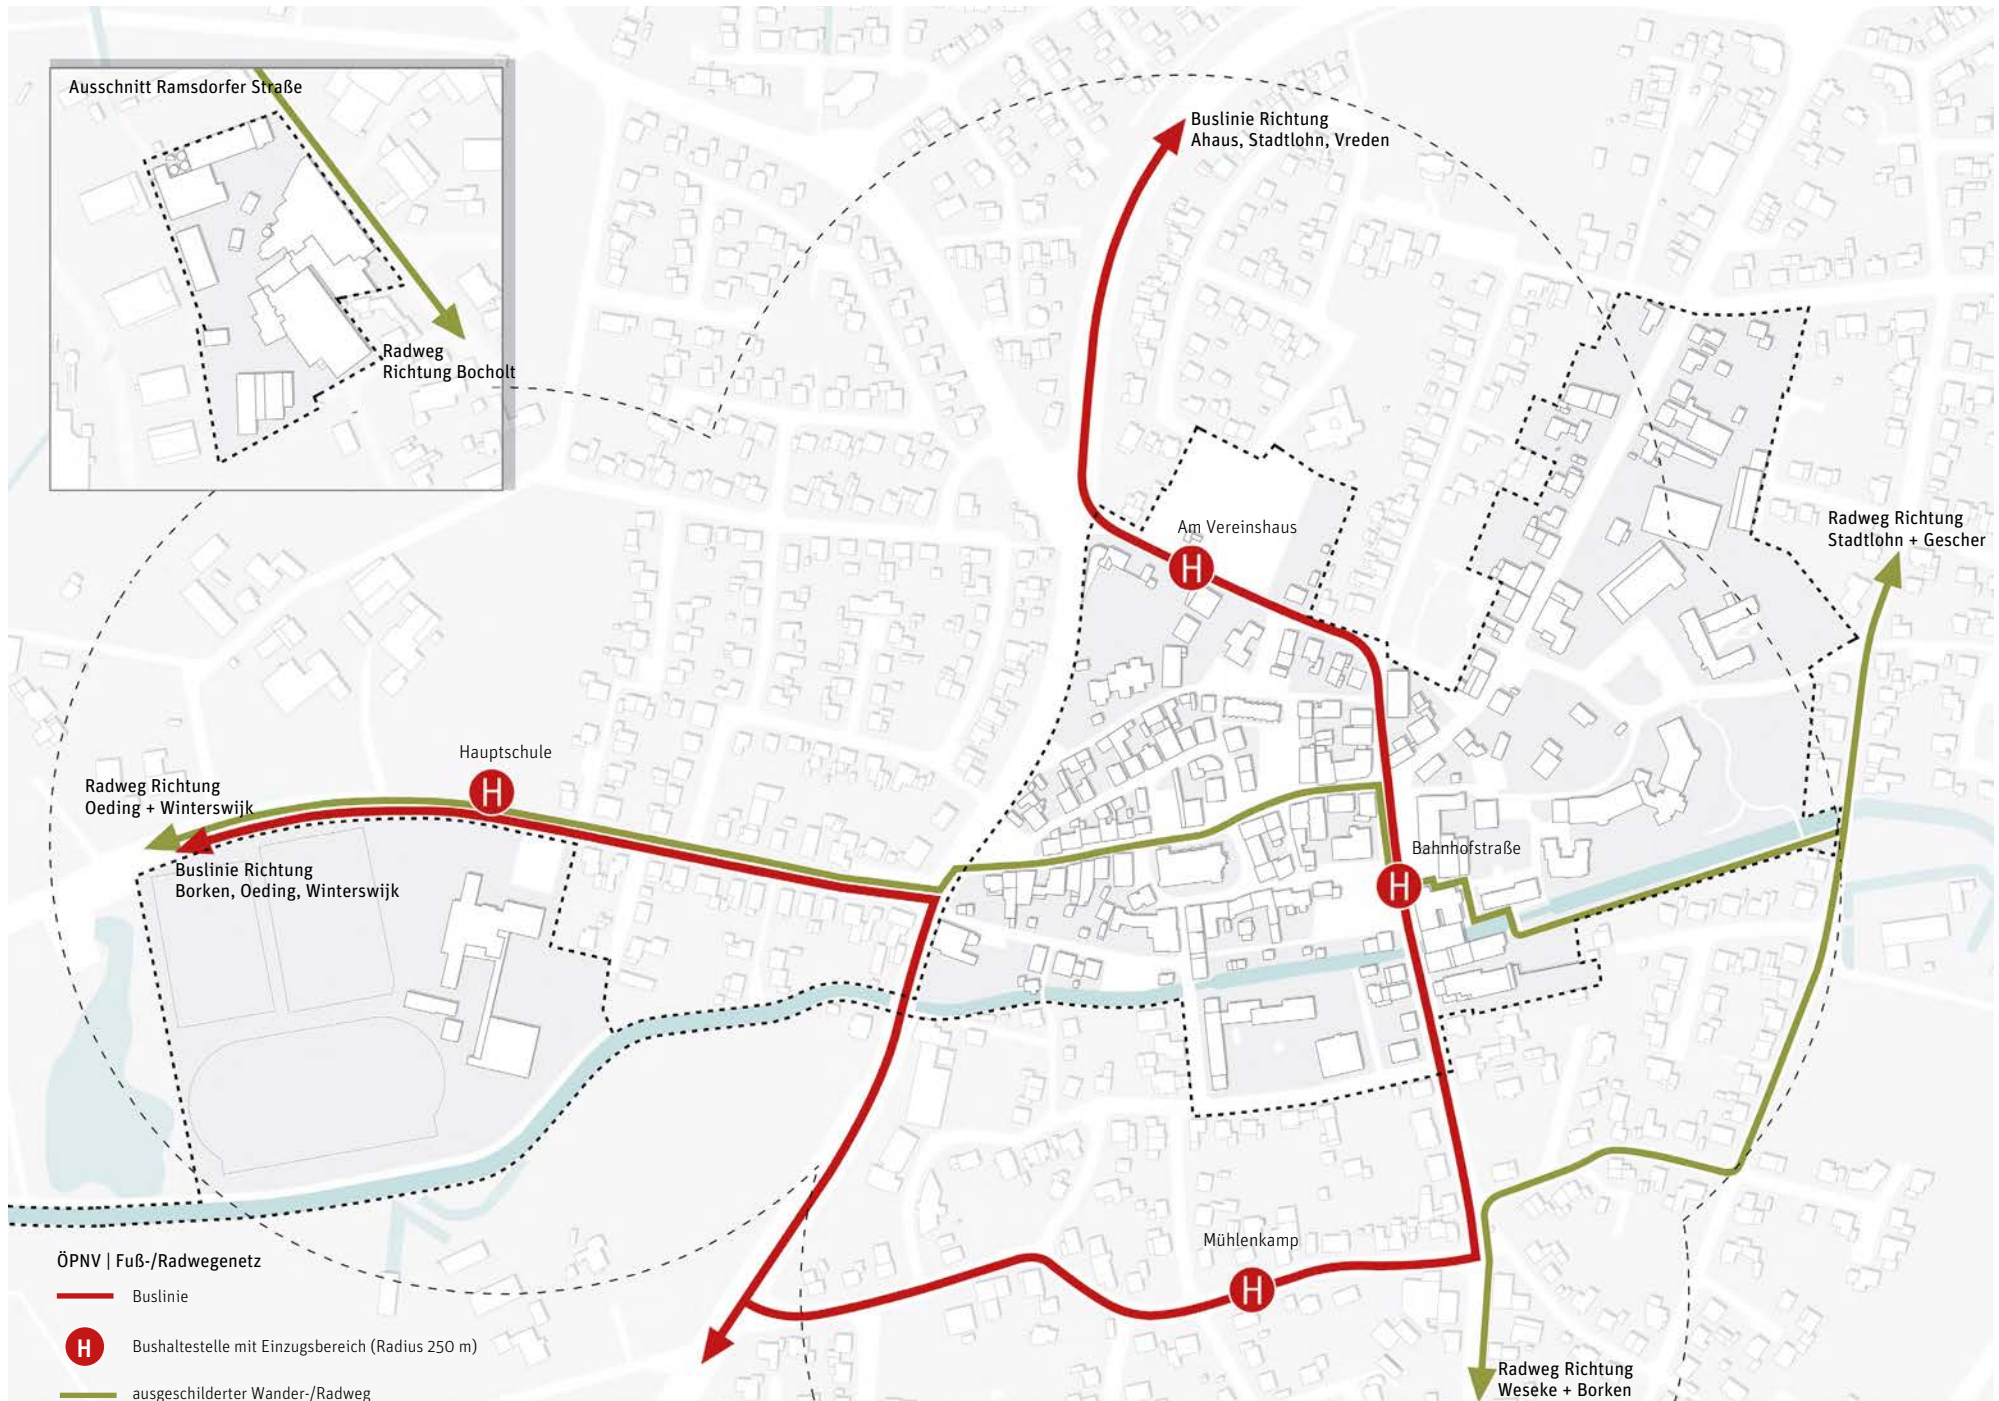 Ausschnitt Ramsdorfer Straße
Radweg
Richtung Bocholt
Buslinie Richtung
Ahaus, Stadtlohn, Vreden
Am Vereinshaus
H
Radweg Richtung
Stadtlohn + Gescher
Hauptschule
H
Radweg Richtung
Oeding + Winterswijk
Buslinie Richtung
Borken, Oeding, Winterswijk
Bahnhofstraße
H
Mühlenkamp
H
Radweg Richtung
Weseke + Borken
ÖPNV | Fuß-/Radwegenetz
Buslinie
H
Bushaltestelle mit Einzugsbereich (Radius 250 m)
ausgeschilderter Wander-/Radweg